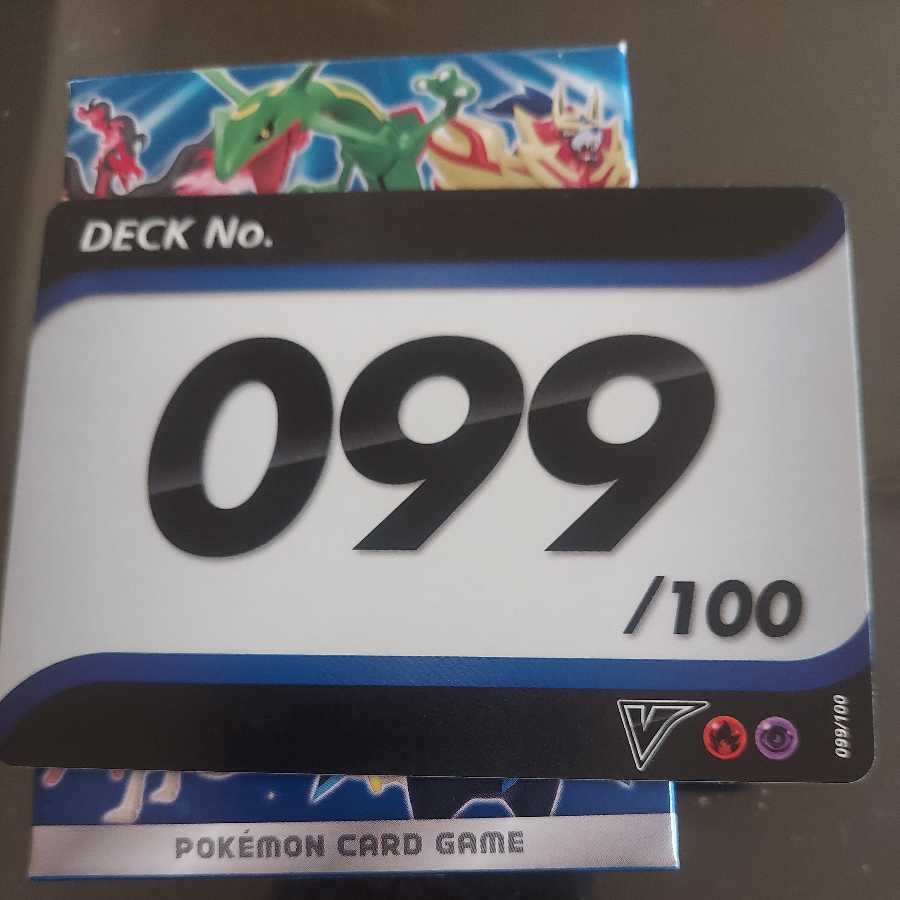 DECK No.
099
/100
099/100
POKÉMON CARD GAME